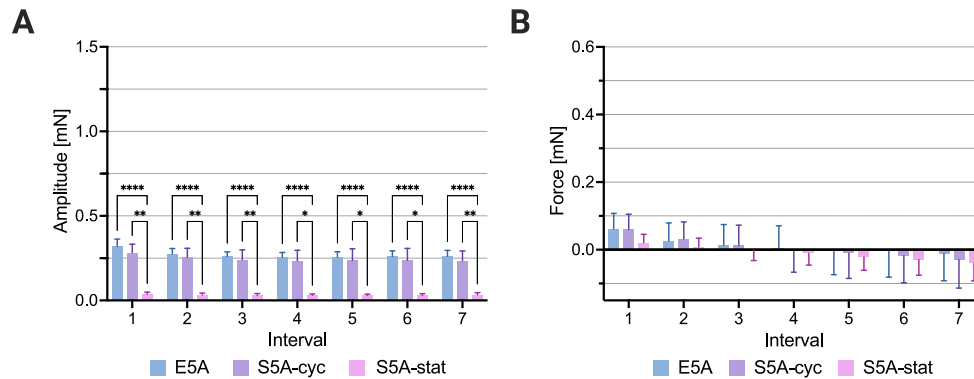 A
Amplitude [mN]
1.5
1.0
0.5
0.0
**** **** **** **** **** **** ****
** ** ** * * * **
1 2 3 4 5 6 7
Interval
E5A S5A-cyc S5A-stat
B
Force [mN]
0.6
0.4
0.2
0.0
1 2 3 4 5 6 7
Interval
E5A S5A-cyc S5A-stat